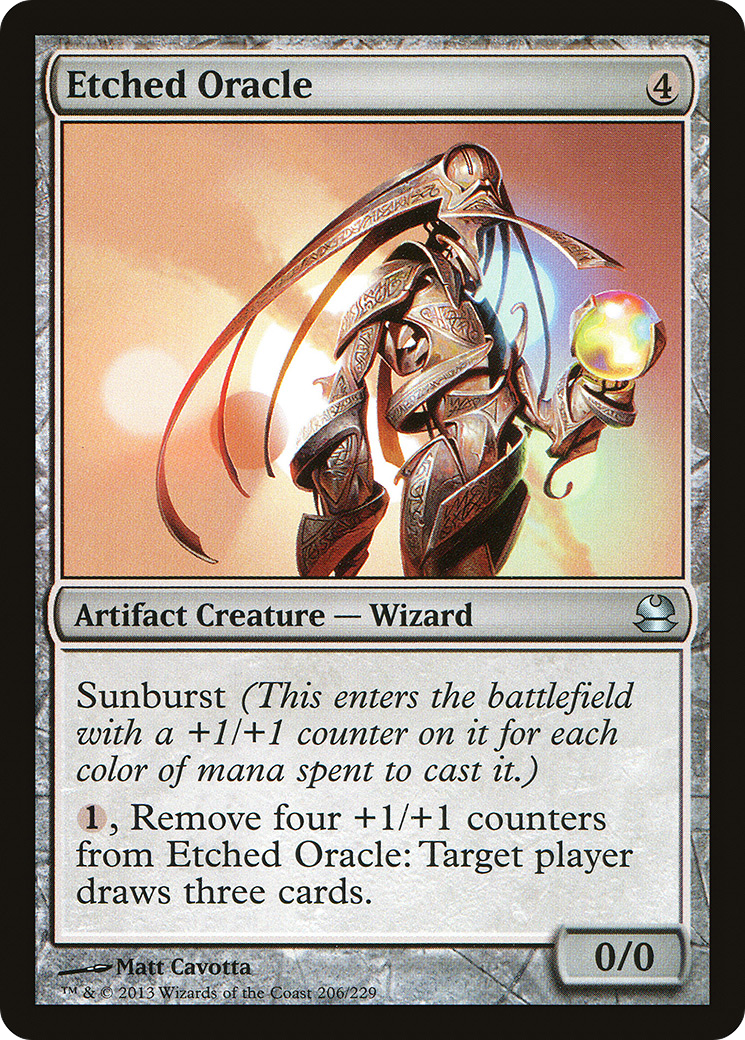 Etched Oracle 4
Artifact Creature — Wizard
Sunburst (This enters the battlefield
with a +1/+1 counter on it for each
color of mana spent to cast it.)
1, Remove four +1/+1 counters
from Etched Oracle: Target player
draws three cards.
0/0
Matt Cavotta
™ & © 2013 Wizards of the Coast 206/229